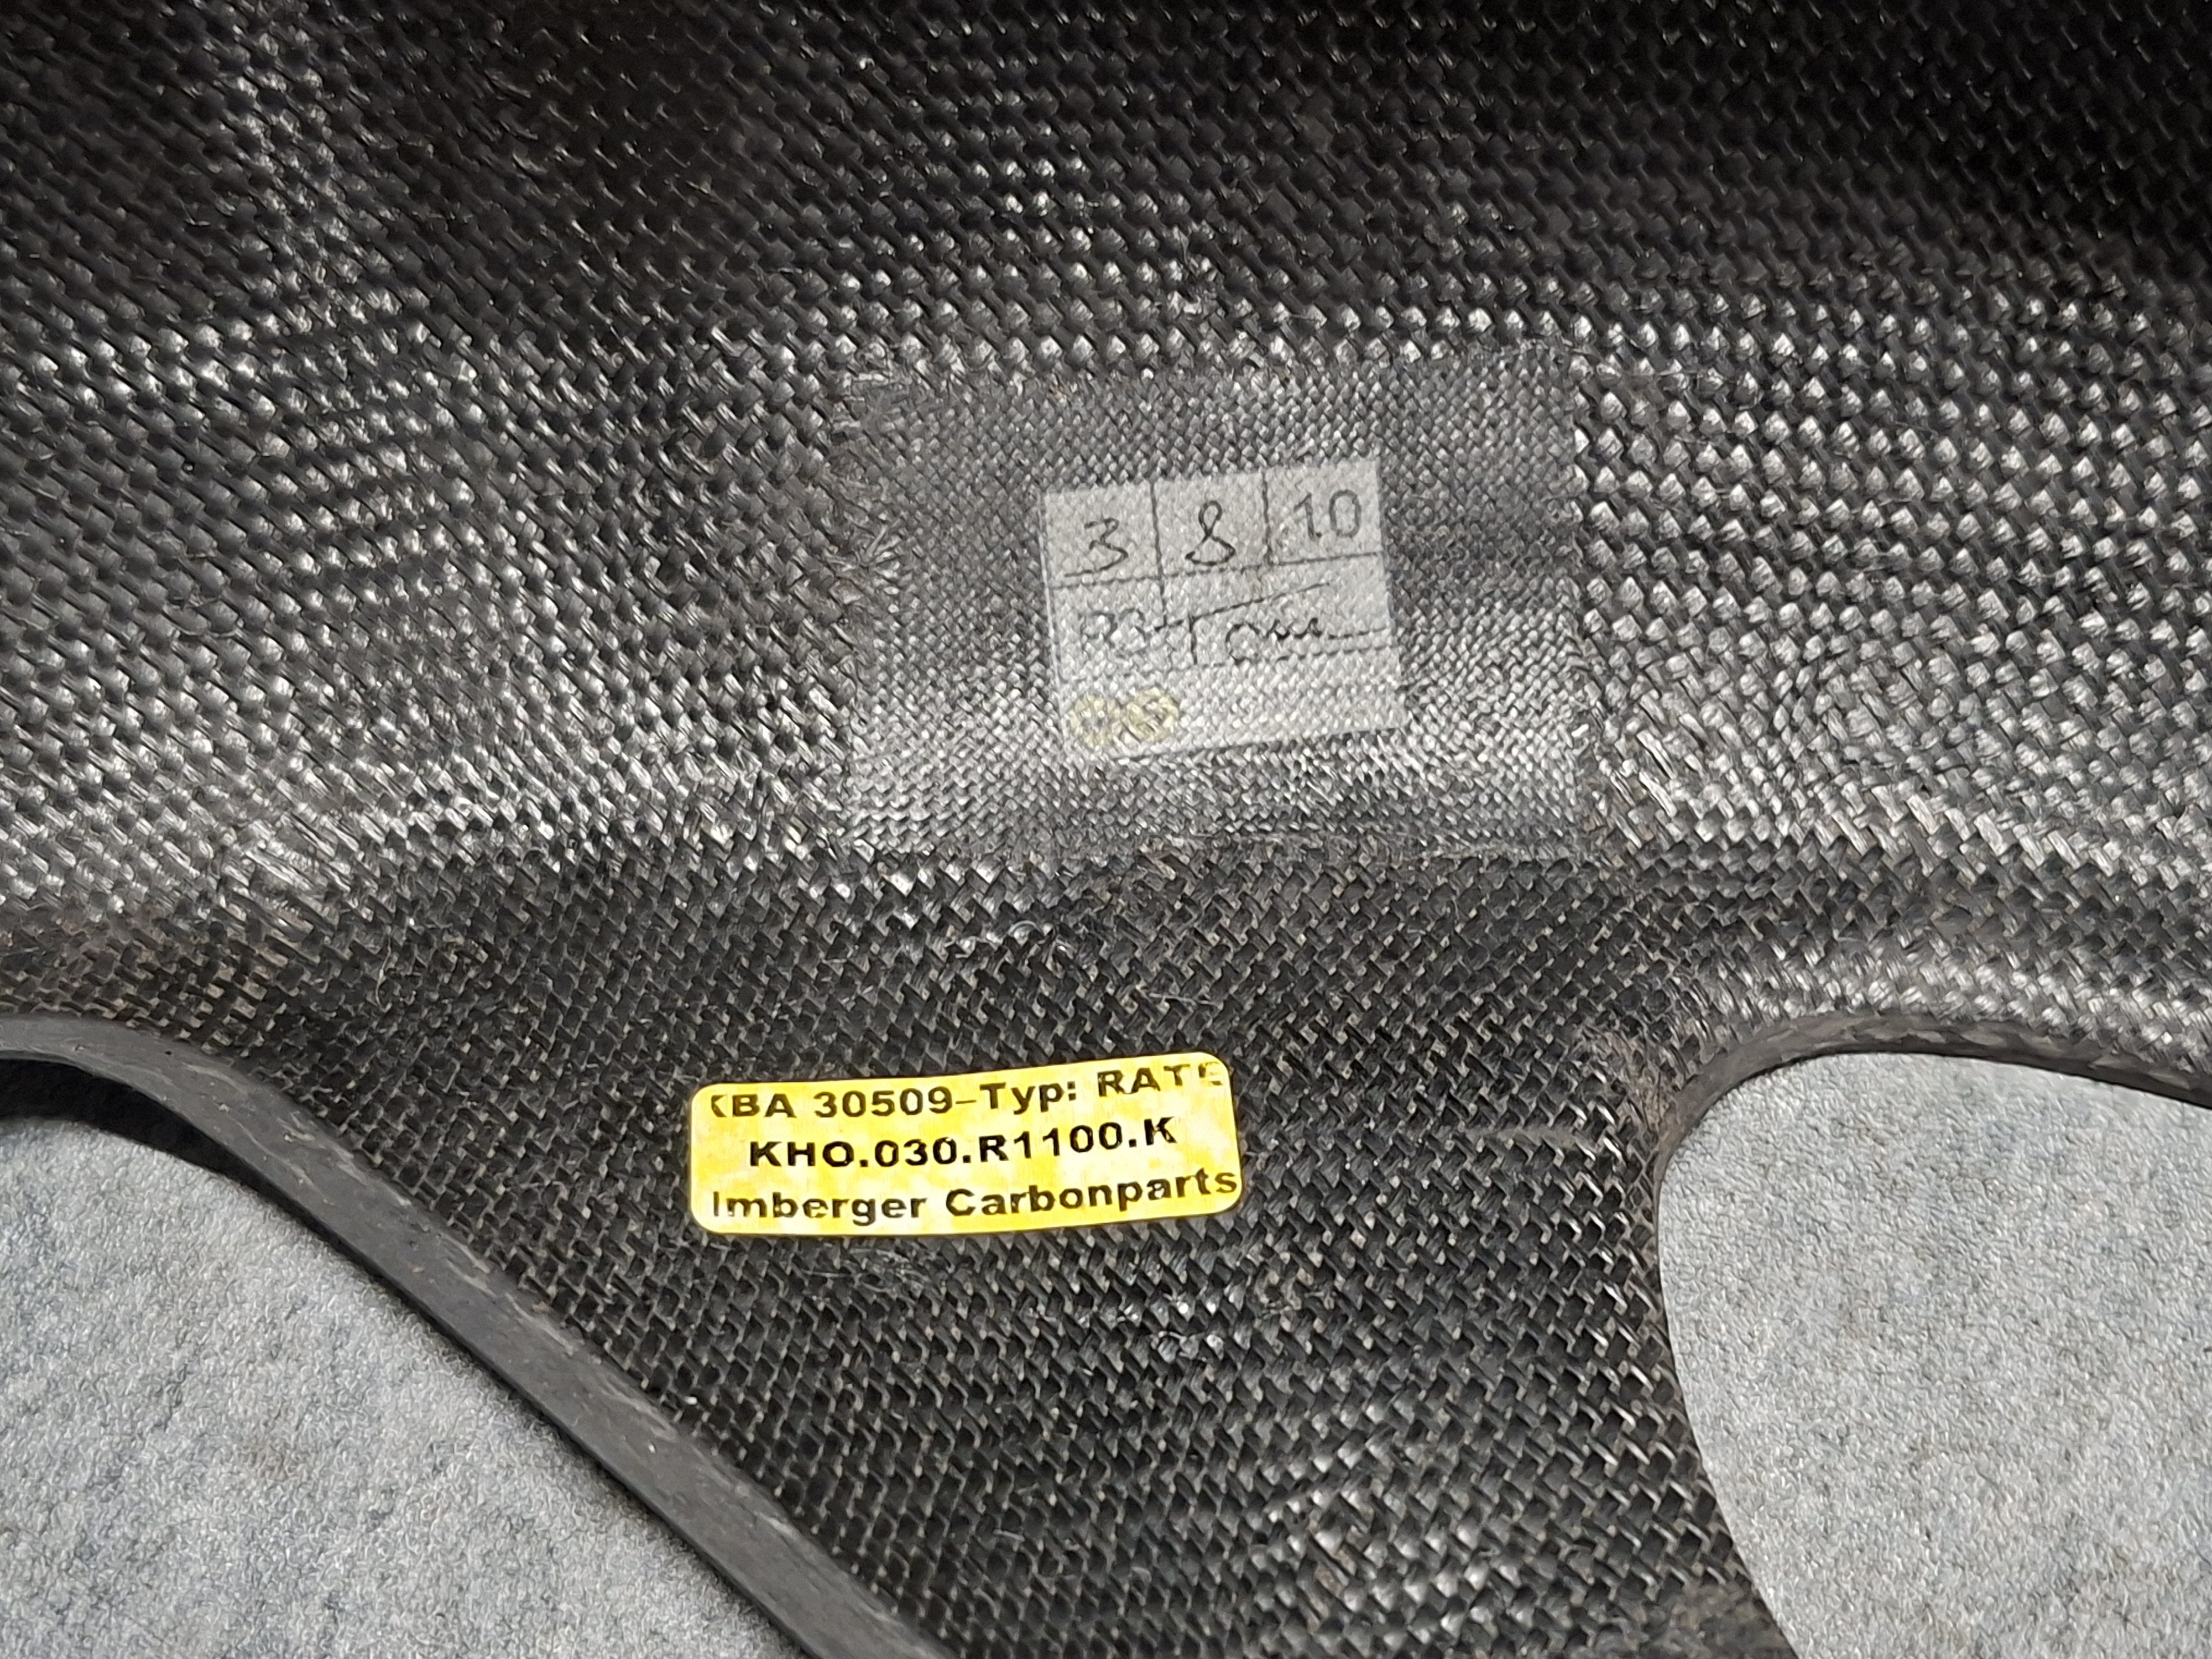 3 8 10
KBA 30509-Typ: RATE
KHO.030.R1100.K
Imberger Carbonparts